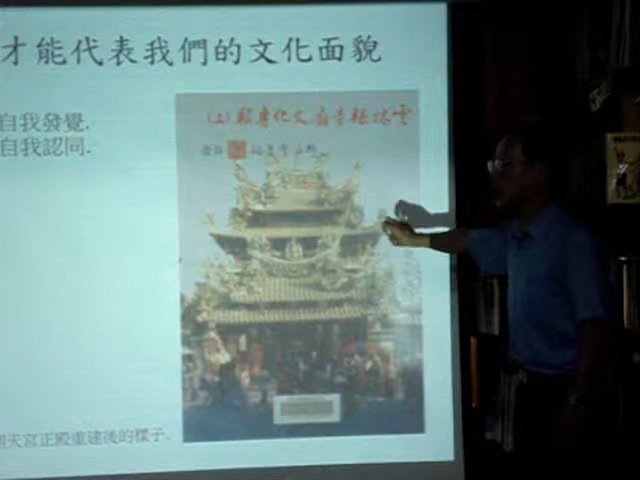 才能代表我們的文化面貌
自我發覺.
自我認同.
雲林縣寺廟文化專輯(上)
天宮正殿重建後的樣子.